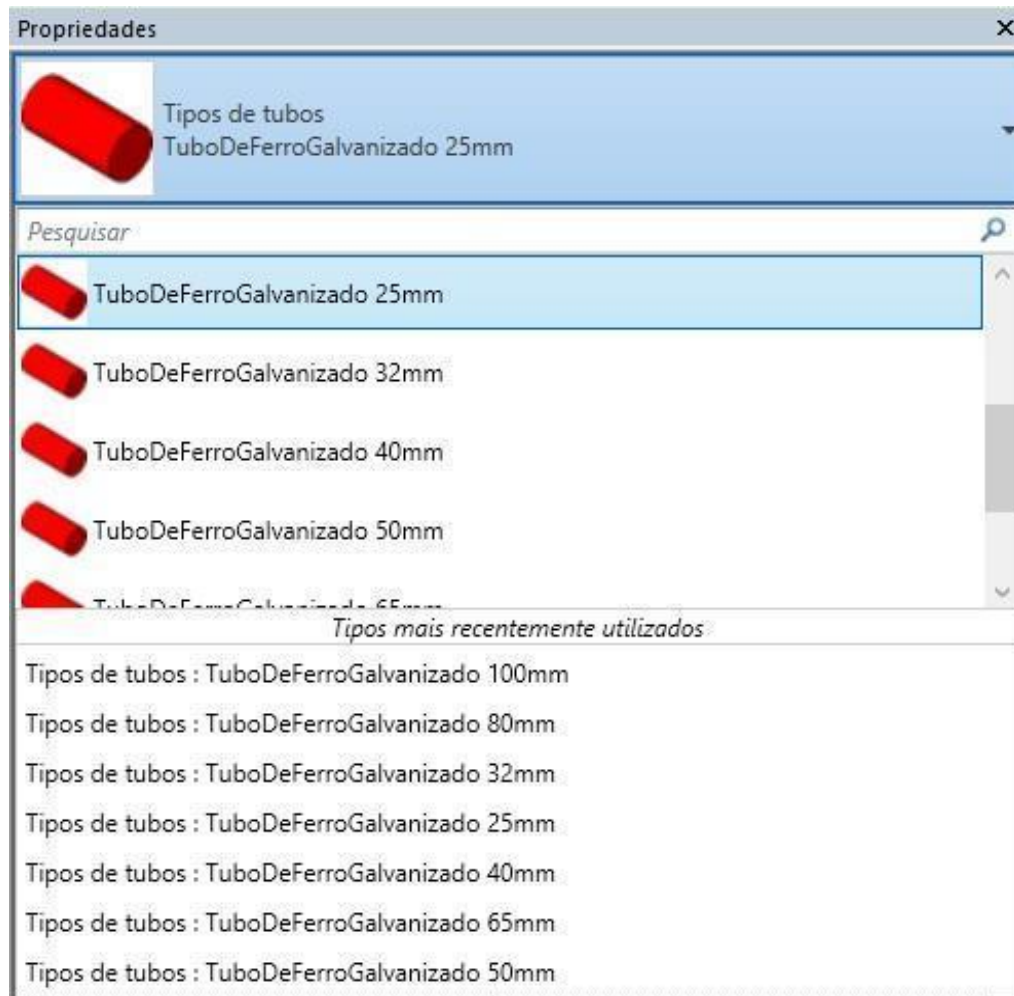 Propriedades
Tipos de tubos
TuboDeFerroGalvanizado 25mm
Pesquisar
TuboDeFerroGalvanizado 25mm
TuboDeFerroGalvanizado 32mm
TuboDeFerroGalvanizado 40mm
TuboDeFerroGalvanizado 50mm
TuboDeFerroGalvanizado 65mm
Tipos mais recentemente utilizados
Tipos de tubos : TuboDeFerroGalvanizado 100mm
Tipos de tubos : TuboDeFerroGalvanizado 80mm
Tipos de tubos : TuboDeFerroGalvanizado 32mm
Tipos de tubos : TuboDeFerroGalvanizado 25mm
Tipos de tubos : TuboDeFerroGalvanizado 40mm
Tipos de tubos : TuboDeFerroGalvanizado 65mm
Tipos de tubos : TuboDeFerroGalvanizado 50mm